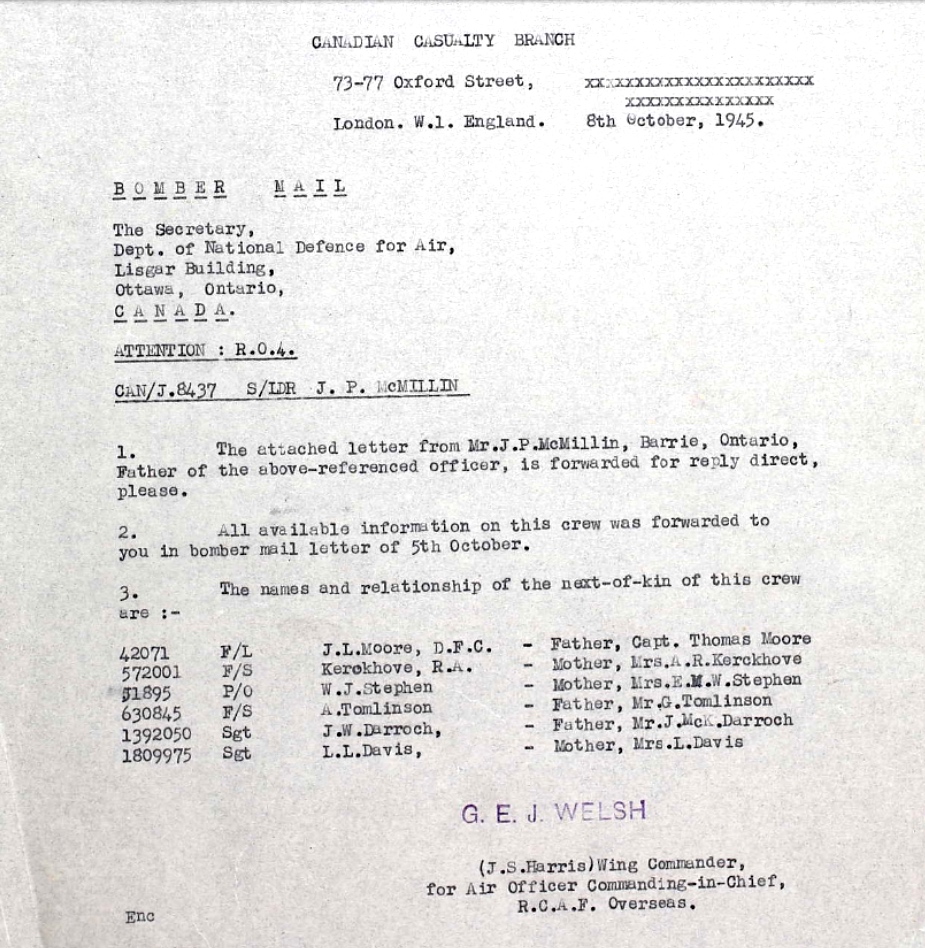 CANADIAN CASUALTY BRANCH
73-77 Oxford Street, xxxxxxxxxxxxxxxxxxxxxxx
xxxxxxxxxxxxxxx
London. W.1. England. 8th October, 1945.
BOMBER MAIL
The Secretary,
Dept. of National Defence for Air,
Lisgar Building,
Ottawa, Ontario,
CANADA.
ATTENTION : R.O.4.
CAN/J.8437 S/LDR J. P. McMILLIN
1. The attached letter from Mr.J.P.McMillin, Barrie, Ontario,
Father of the above-referenced officer, is forwarded for reply direct,
please.
2. All available information on this crew was forwarded to
you in bomber mail letter of 5th October.
3. The names and relationship of the next-of-kin of this crew
are :-
42071 F/L J.L.Moore, D.F.C. - Father, Capt. Thomas Moore
572001 F/S Kerckhove, R.A. - Mother, Mrs.A.R.Kerckhove
51895 P/O W.J.Stephen - Mother, Mrs.E.M.W.Stephen
630845 F/S A.Tomlinson - Father, Mr.G.Tomlinson
1392050 Sgt J.W.Darroch, - Father, Mr.J.McK.Darroch
1809975 Sgt L.L.Davis, - Mother, Mrs.L.Davis
G. E. J. WELSH
(J.S.Harris)Wing Commander,
for Air Officer Commanding-in-Chief,
R.C.A.F. Overseas.
Enc